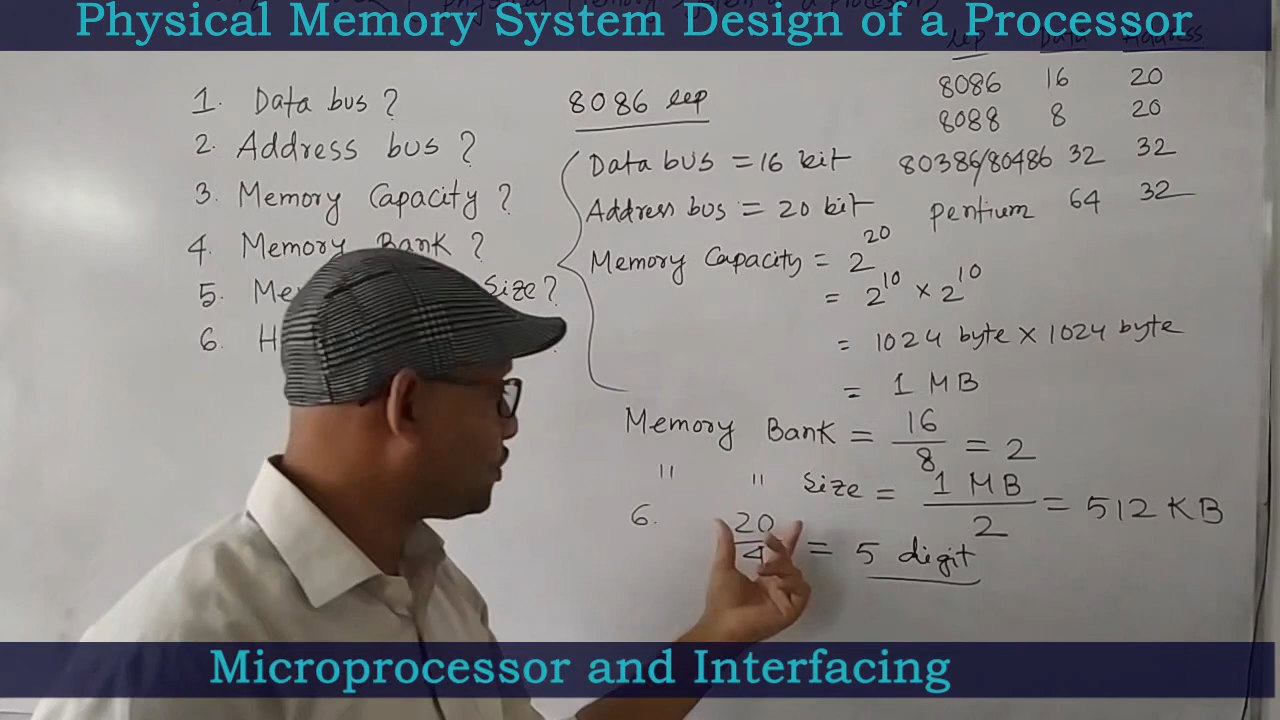 Physical Memory System Design of a Processor
μp Data Address
8086 16 20
8088 8 20
80386/80486 32 32
Pentium 64 32
1. Data bus ?
2. Address bus ?
3. Memory Capacity ?
4. Memory Bank ?
5. Me Size ?
6. H ?
8086 μp
Data bus = 16 bit
Address bus = 20 bit
Memory Capacity = 2^20
= 2^10 × 2^10
= 1024 byte × 1024 byte
= 1 MB
Memory Bank = 16/8 = 2
" " Size = 1 MB/2 = 512 KB
6. 20/4 = 5 digit
Microprocessor and Interfacing